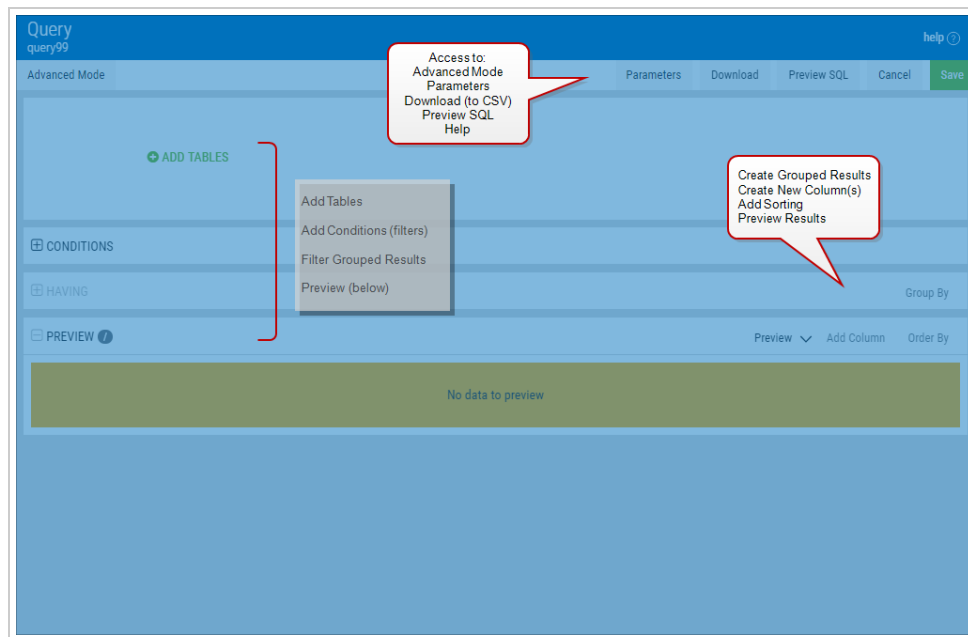 Query
query99
help ?
Advanced Mode
Parameters
Download
Preview SQL
Cancel
Save
Access to:
Advanced Mode
Parameters
Download (to CSV)
Preview SQL
Help
ADD TABLES
Add Tables
Add Conditions (filters)
Filter Grouped Results
Preview (below)
Create Grouped Results
Create New Column(s)
Add Sorting
Preview Results
CONDITIONS
HAVING
Group By
PREVIEW i
Preview
Add Column
Order By
No data to preview